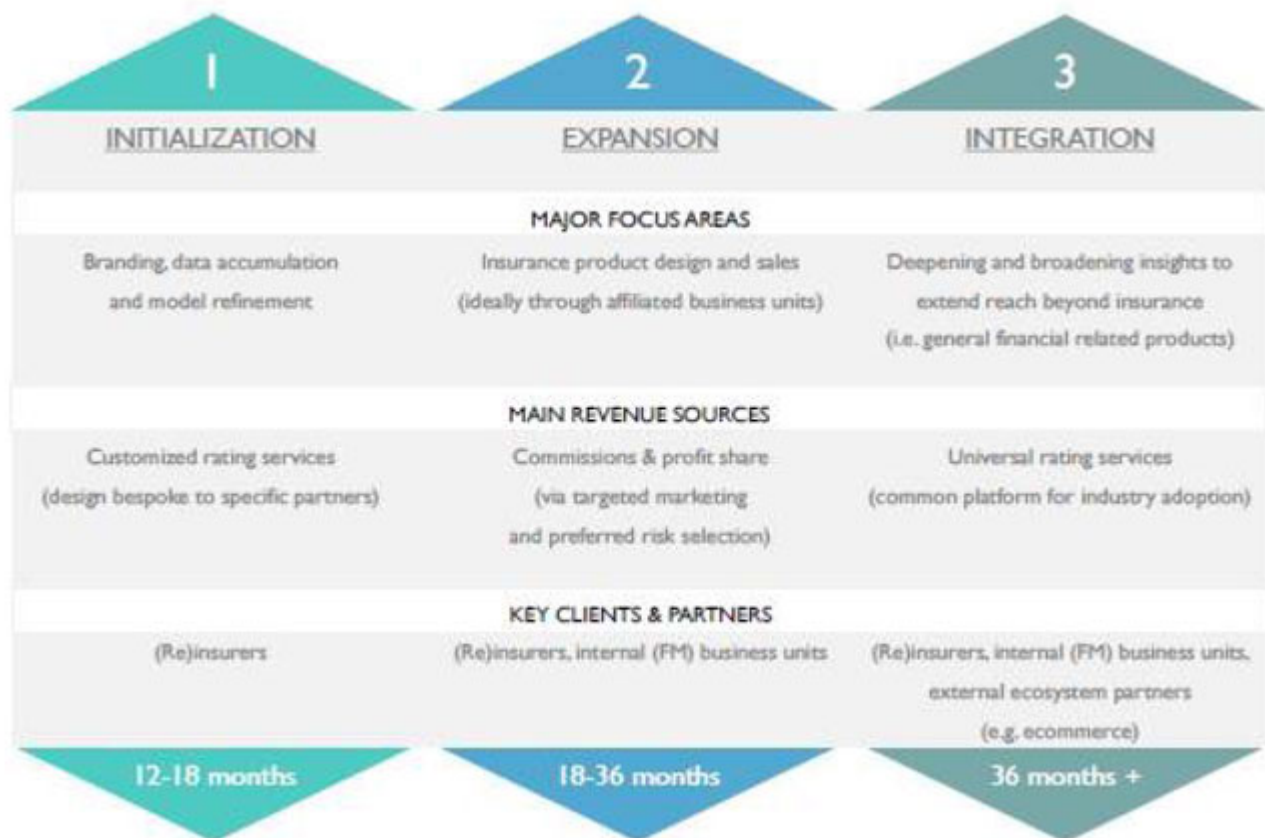 1
2
3
INITIALIZATION
EXPANSION
INTEGRATION
MAJOR FOCUS AREAS
Branding, data accumulation
and model refinement
Insurance product design and sales
(ideally through affiliated business units)
Deepening and broadening insights to
extend reach beyond insurance
(i.e. general financial related products)
MAIN REVENUE SOURCES
Customized rating services
(design bespoke to specific partners)
Commissions & profit share
(via targeted marketing
and preferred risk selection)
Universal rating services
(common platform for industry adoption)
KEY CLIENTS & PARTNERS
(Re)insurers
(Re)insurers, internal (FM) business units
(Re)insurers, internal (FM) business units,
external ecosystem partners
(e.g. ecommerce)
12-18 months
18-36 months
36 months +